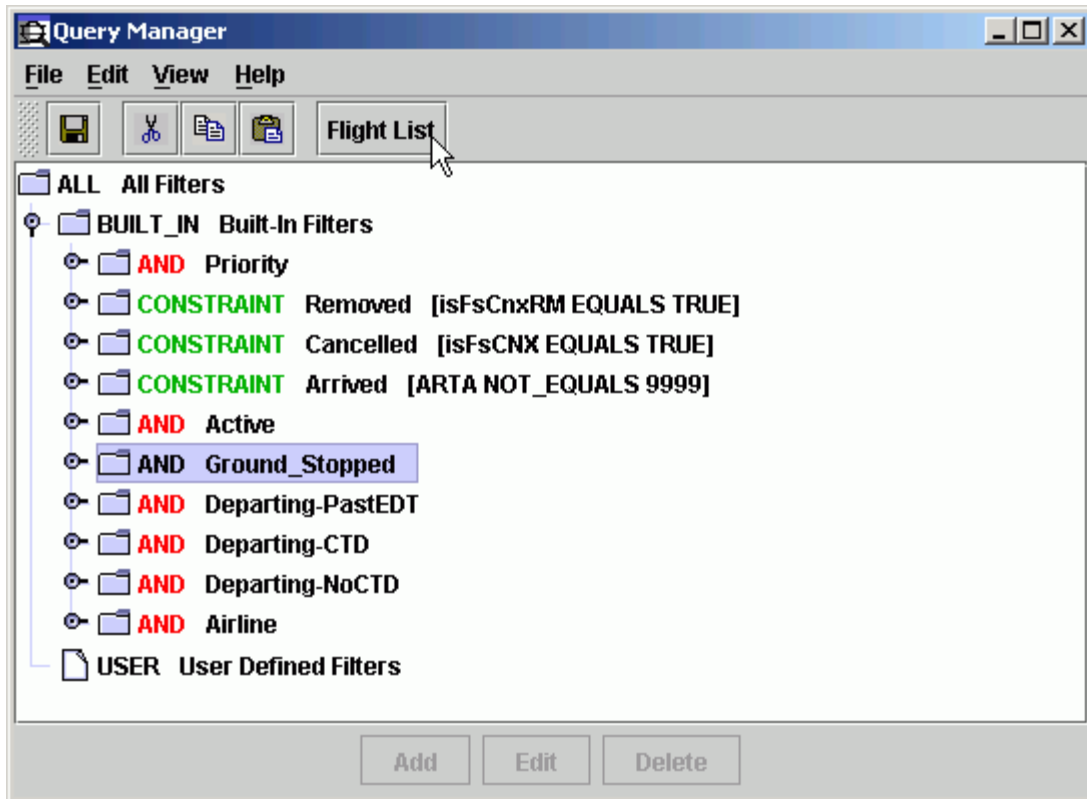 Query Manager
File Edit View Help
Flight List
ALL All Filters
BUILT_IN Built-In Filters
AND Priority
CONSTRAINT Removed [isFsCnxRM EQUALS TRUE]
CONSTRAINT Cancelled [isFsCNX EQUALS TRUE]
CONSTRAINT Arrived [ARTA NOT_EQUALS 9999]
AND Active
AND Ground_Stopped
AND Departing-PastEDT
AND Departing-CTD
AND Departing-NoCTD
AND Airline
USER User Defined Filters
Add Edit Delete